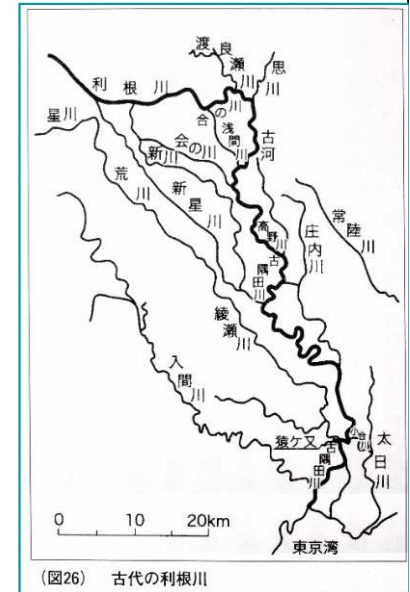 渡良瀬川
思川
利根川
合の川
浅間川
古河
星川
会の川
新川
荒川
新星川
高野川
庄内川
常陸川
古隅田川
綾瀬川
入間川
猿ケ又
古隅田川
太日川
0 10 20km
東京湾
(図26) 古代の利根川